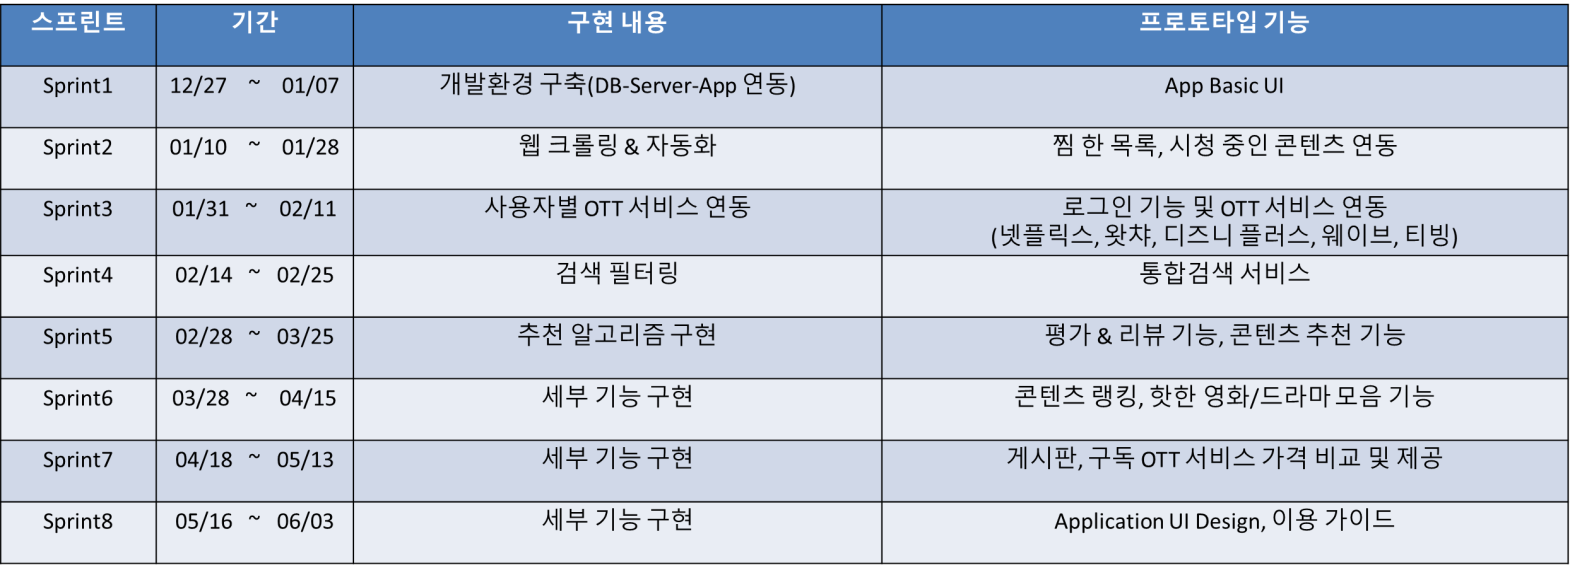 스프린트 기간 구현 내용 프로토타입 기능
Sprint1 12/27 ~ 01/07 개발환경 구축(DB-Server-App 연동) App Basic UI
Sprint2 01/10 ~ 01/28 웹 크롤링 & 자동화 찜 한 목록, 시청 중인 콘텐츠 연동
Sprint3 01/31 ~ 02/11 사용자별 OTT 서비스 연동 로그인 기능 및 OTT 서비스 연동
(넷플릭스, 왓챠, 디즈니 플러스, 웨이브, 티빙)
Sprint4 02/14 ~ 02/25 검색 필터링 통합검색 서비스
Sprint5 02/28 ~ 03/25 추천 알고리즘 구현 평가 & 리뷰 기능, 콘텐츠 추천 기능
Sprint6 03/28 ~ 04/15 세부 기능 구현 콘텐츠 랭킹, 핫한 영화/드라마 모음 기능
Sprint7 04/18 ~ 05/13 세부 기능 구현 게시판, 구독 OTT 서비스 가격 비교 및 제공
Sprint8 05/16 ~ 06/03 세부 기능 구현 Application UI Design, 이용 가이드